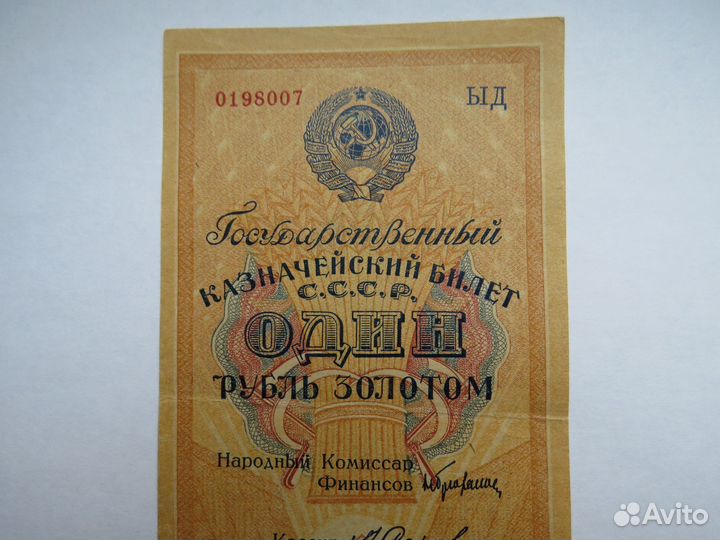 0198007 ЫД
Государственный
КАЗНАЧЕЙСКИЙ БИЛЕТ
С.С.С.Р.
ОДИН
РУБЛЬ ЗОЛОТОМ
Народный Комиссар
Финансов
Avito